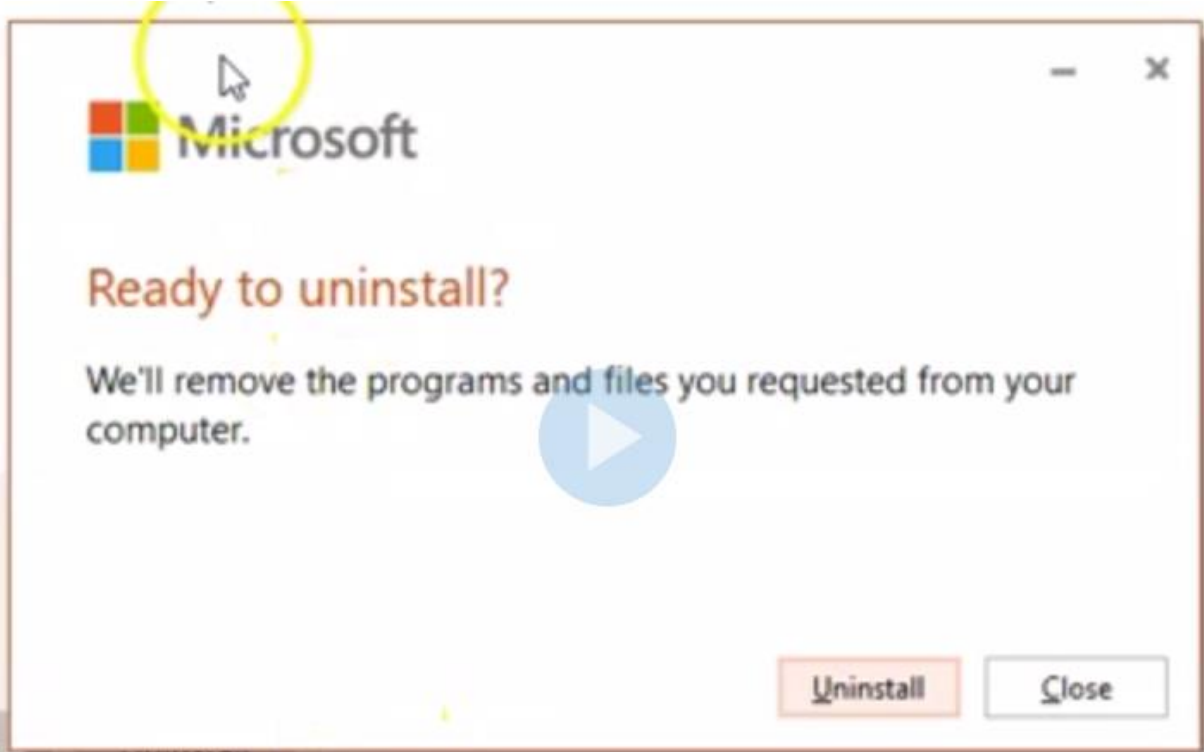 Microsoft
Ready to uninstall?
We'll remove the programs and files you requested from your
computer.
Uninstall
Close